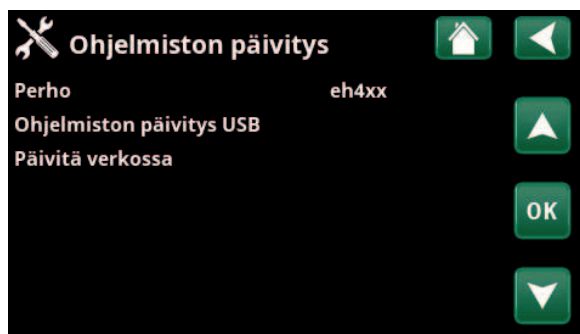 Ohjelmiston päivitys
Perho eh4xx
Ohjelmiston päivitys USB
Päivitä verkossa
OK